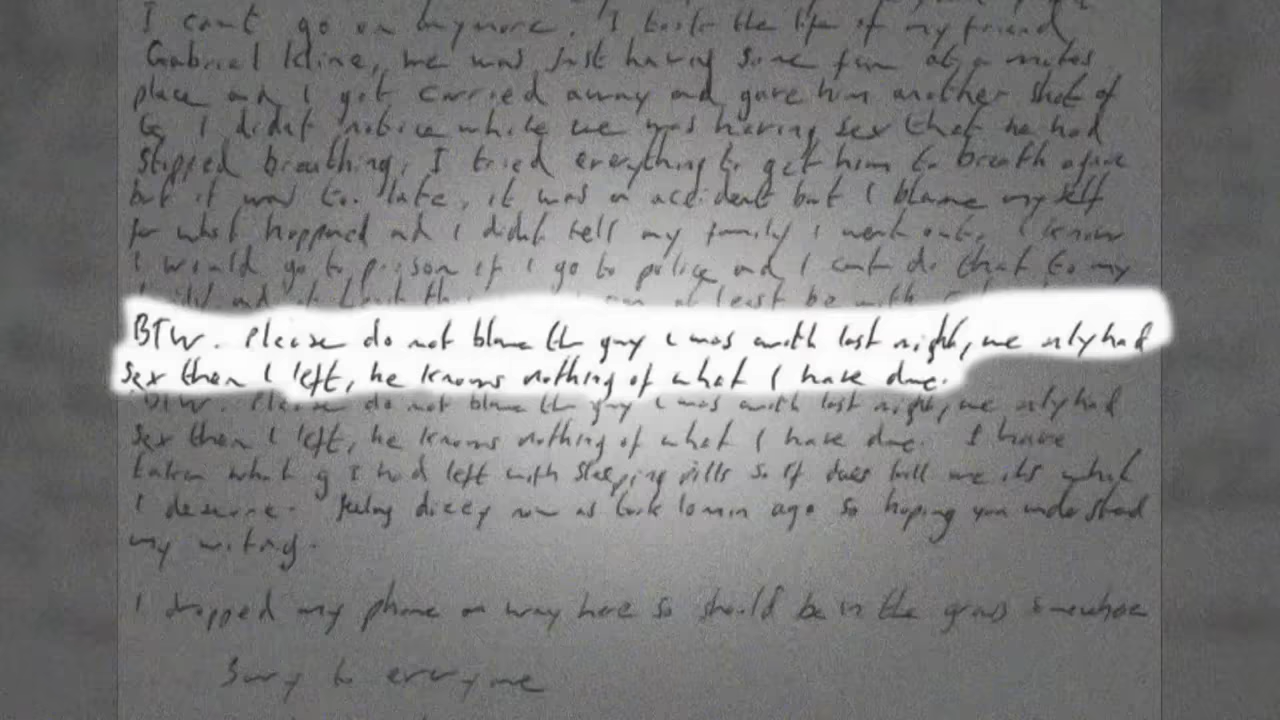 I cant go on anymore, I took the life of my friend
Gabriel Kline, we was just having some fun at a mates
place and I got carried away and gave him another shot of
G I didnt notice while we was having sex that he had
stopped breathing, I tried everything to get him to breath again
but it was to late, it was an accident but I blame myself
for what happened and I didnt tell my family I went out. I know
I would go to prison if I go to police and I cant do that to my
at least be with
BTW. Please do not blame the guy I was with last night, we only had
sex then I left, he knows nothing of what I have done.
BTW. Please do not blame the guy I was with last night, we only had
sex then I left, he knows nothing of what I have done. I have
taken what g I had left with sleeping pills so if it does kill me its what
I deserve. Feeling dizzy now as took 10 min ago so hoping you understand
my writing.
I dropped my phone on way here so should be in the grass somewhere
Sorry to everyone